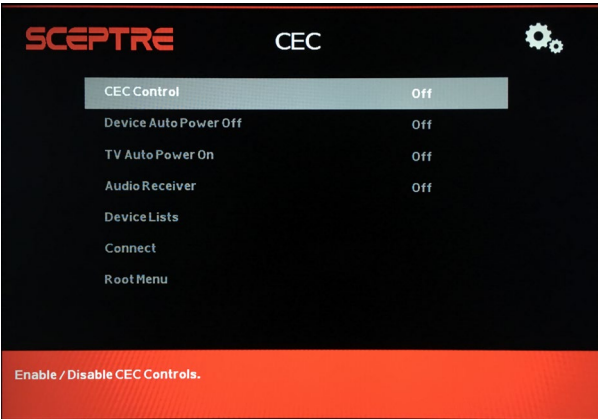 SCEPTRE CEC
CEC Control Off
Device Auto Power Off Off
TV Auto Power On Off
Audio Receiver Off
Device Lists
Connect
Root Menu
Enable / Disable CEC Controls.